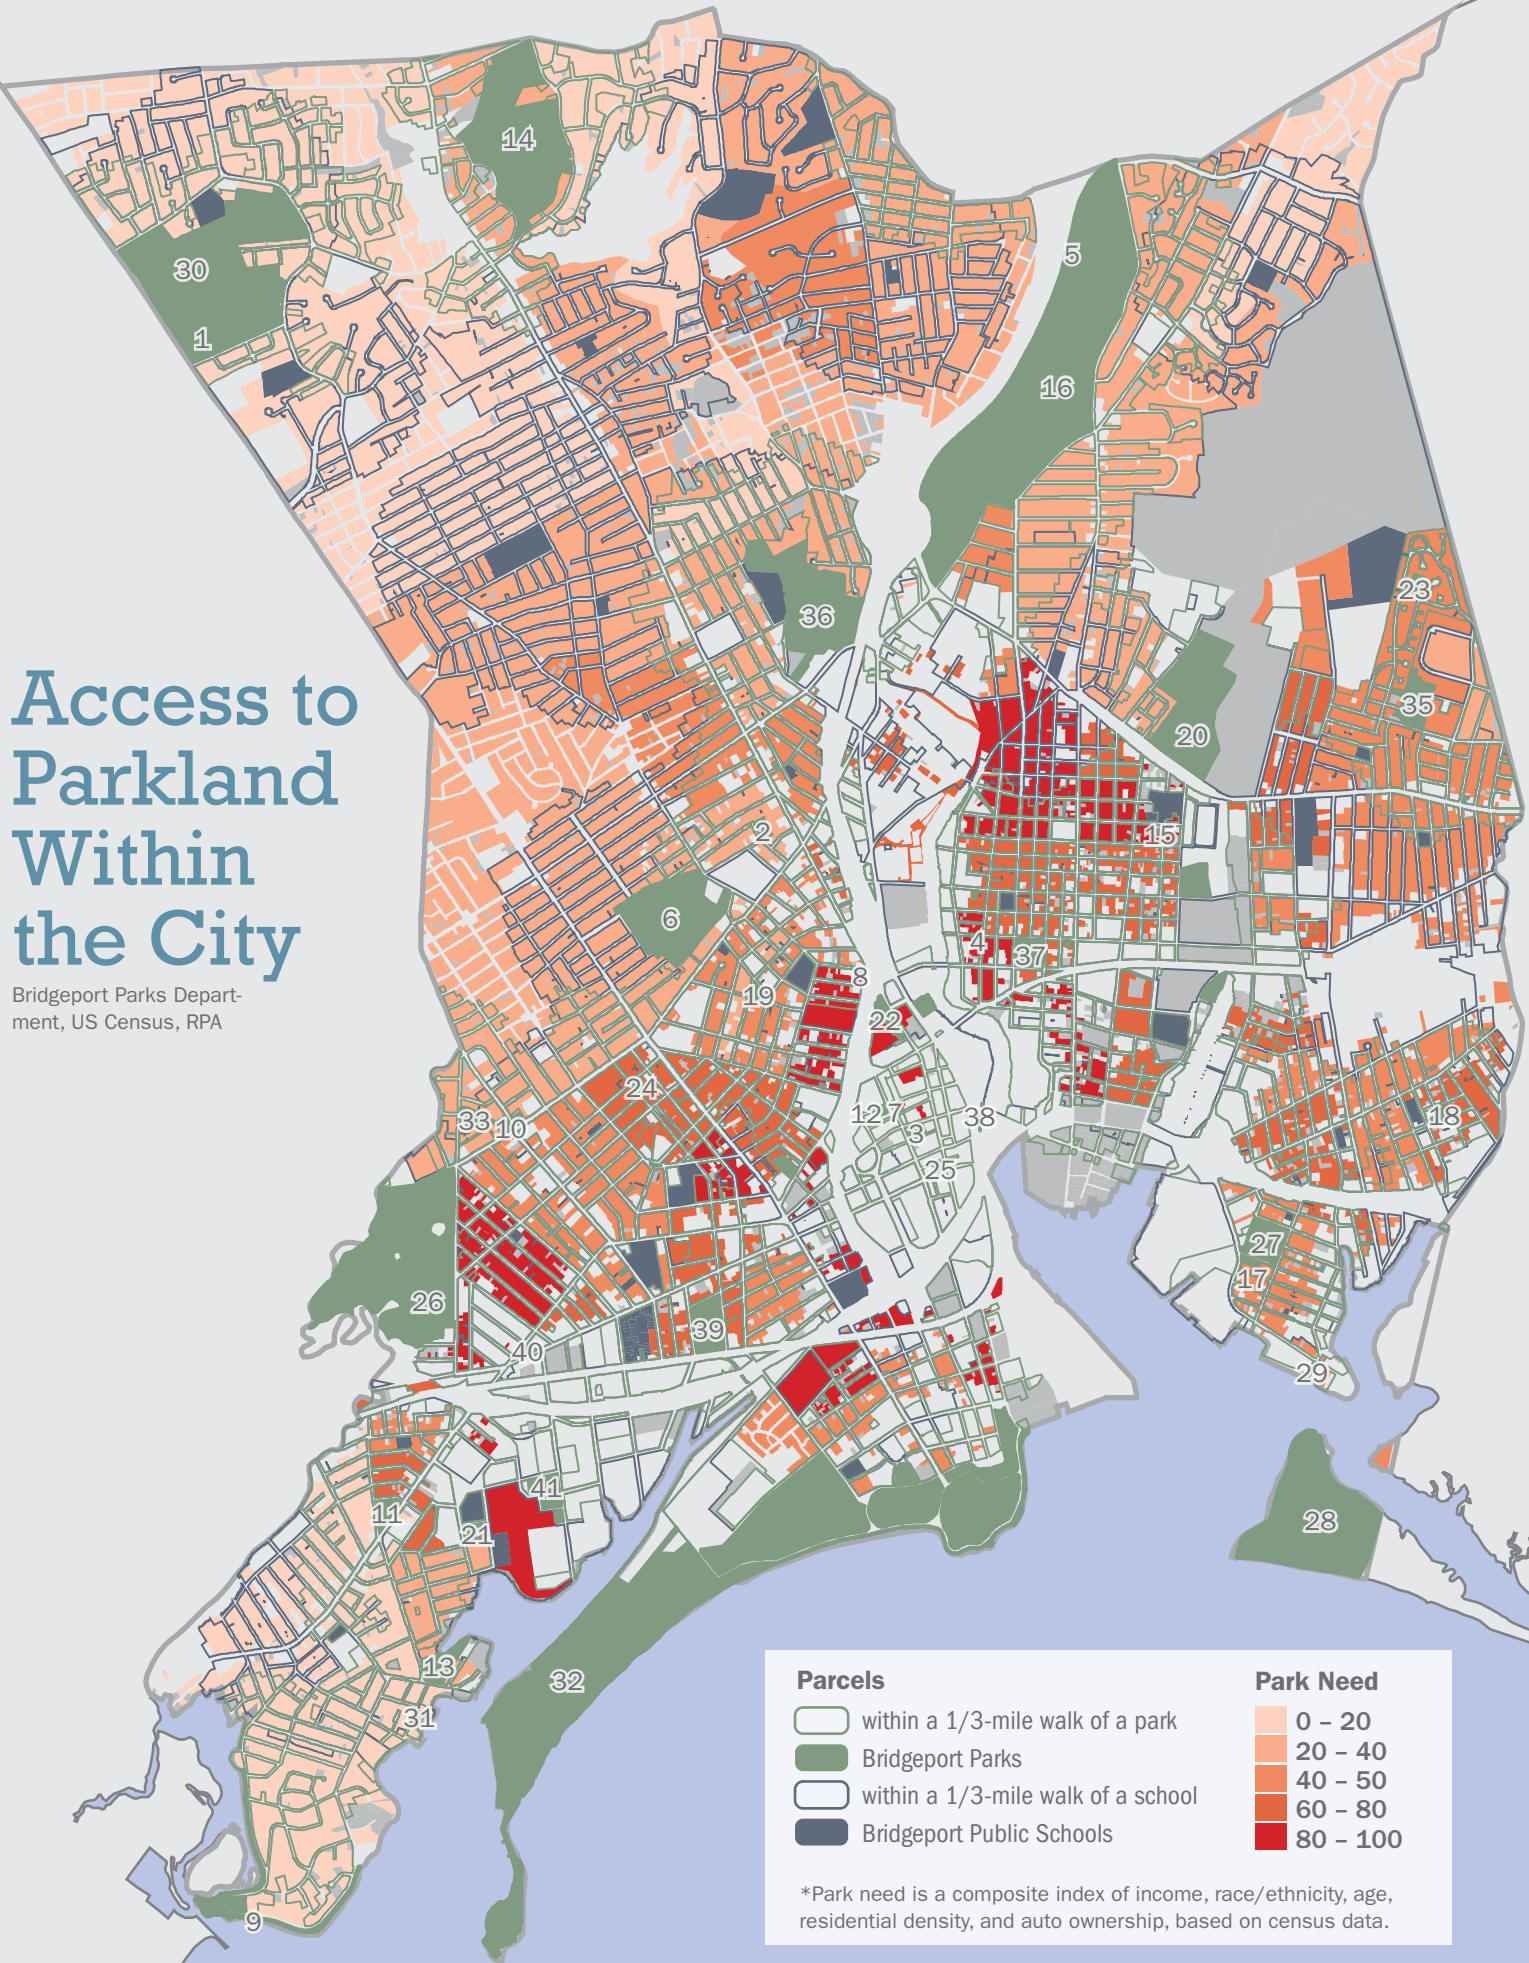 14
30
5
1
16
23
36
35
20
Access to
Parkland
Within
the City
Bridgeport Parks Depart-
ment, US Census, RPA
2
15
6
4
37
8
19
22
24
12
7
38
18
33
10
3
25
27
17
26
39
40
29
41
11
21
28
13
32
31
9
Parcels
within a 1/3-mile walk of a park
Bridgeport Parks
within a 1/3-mile walk of a school
Bridgeport Public Schools
Park Need
0 – 20
20 – 40
40 – 50
60 – 80
80 – 100
*Park need is a composite index of income, race/ethnicity, age,
residential density, and auto ownership, based on census data.